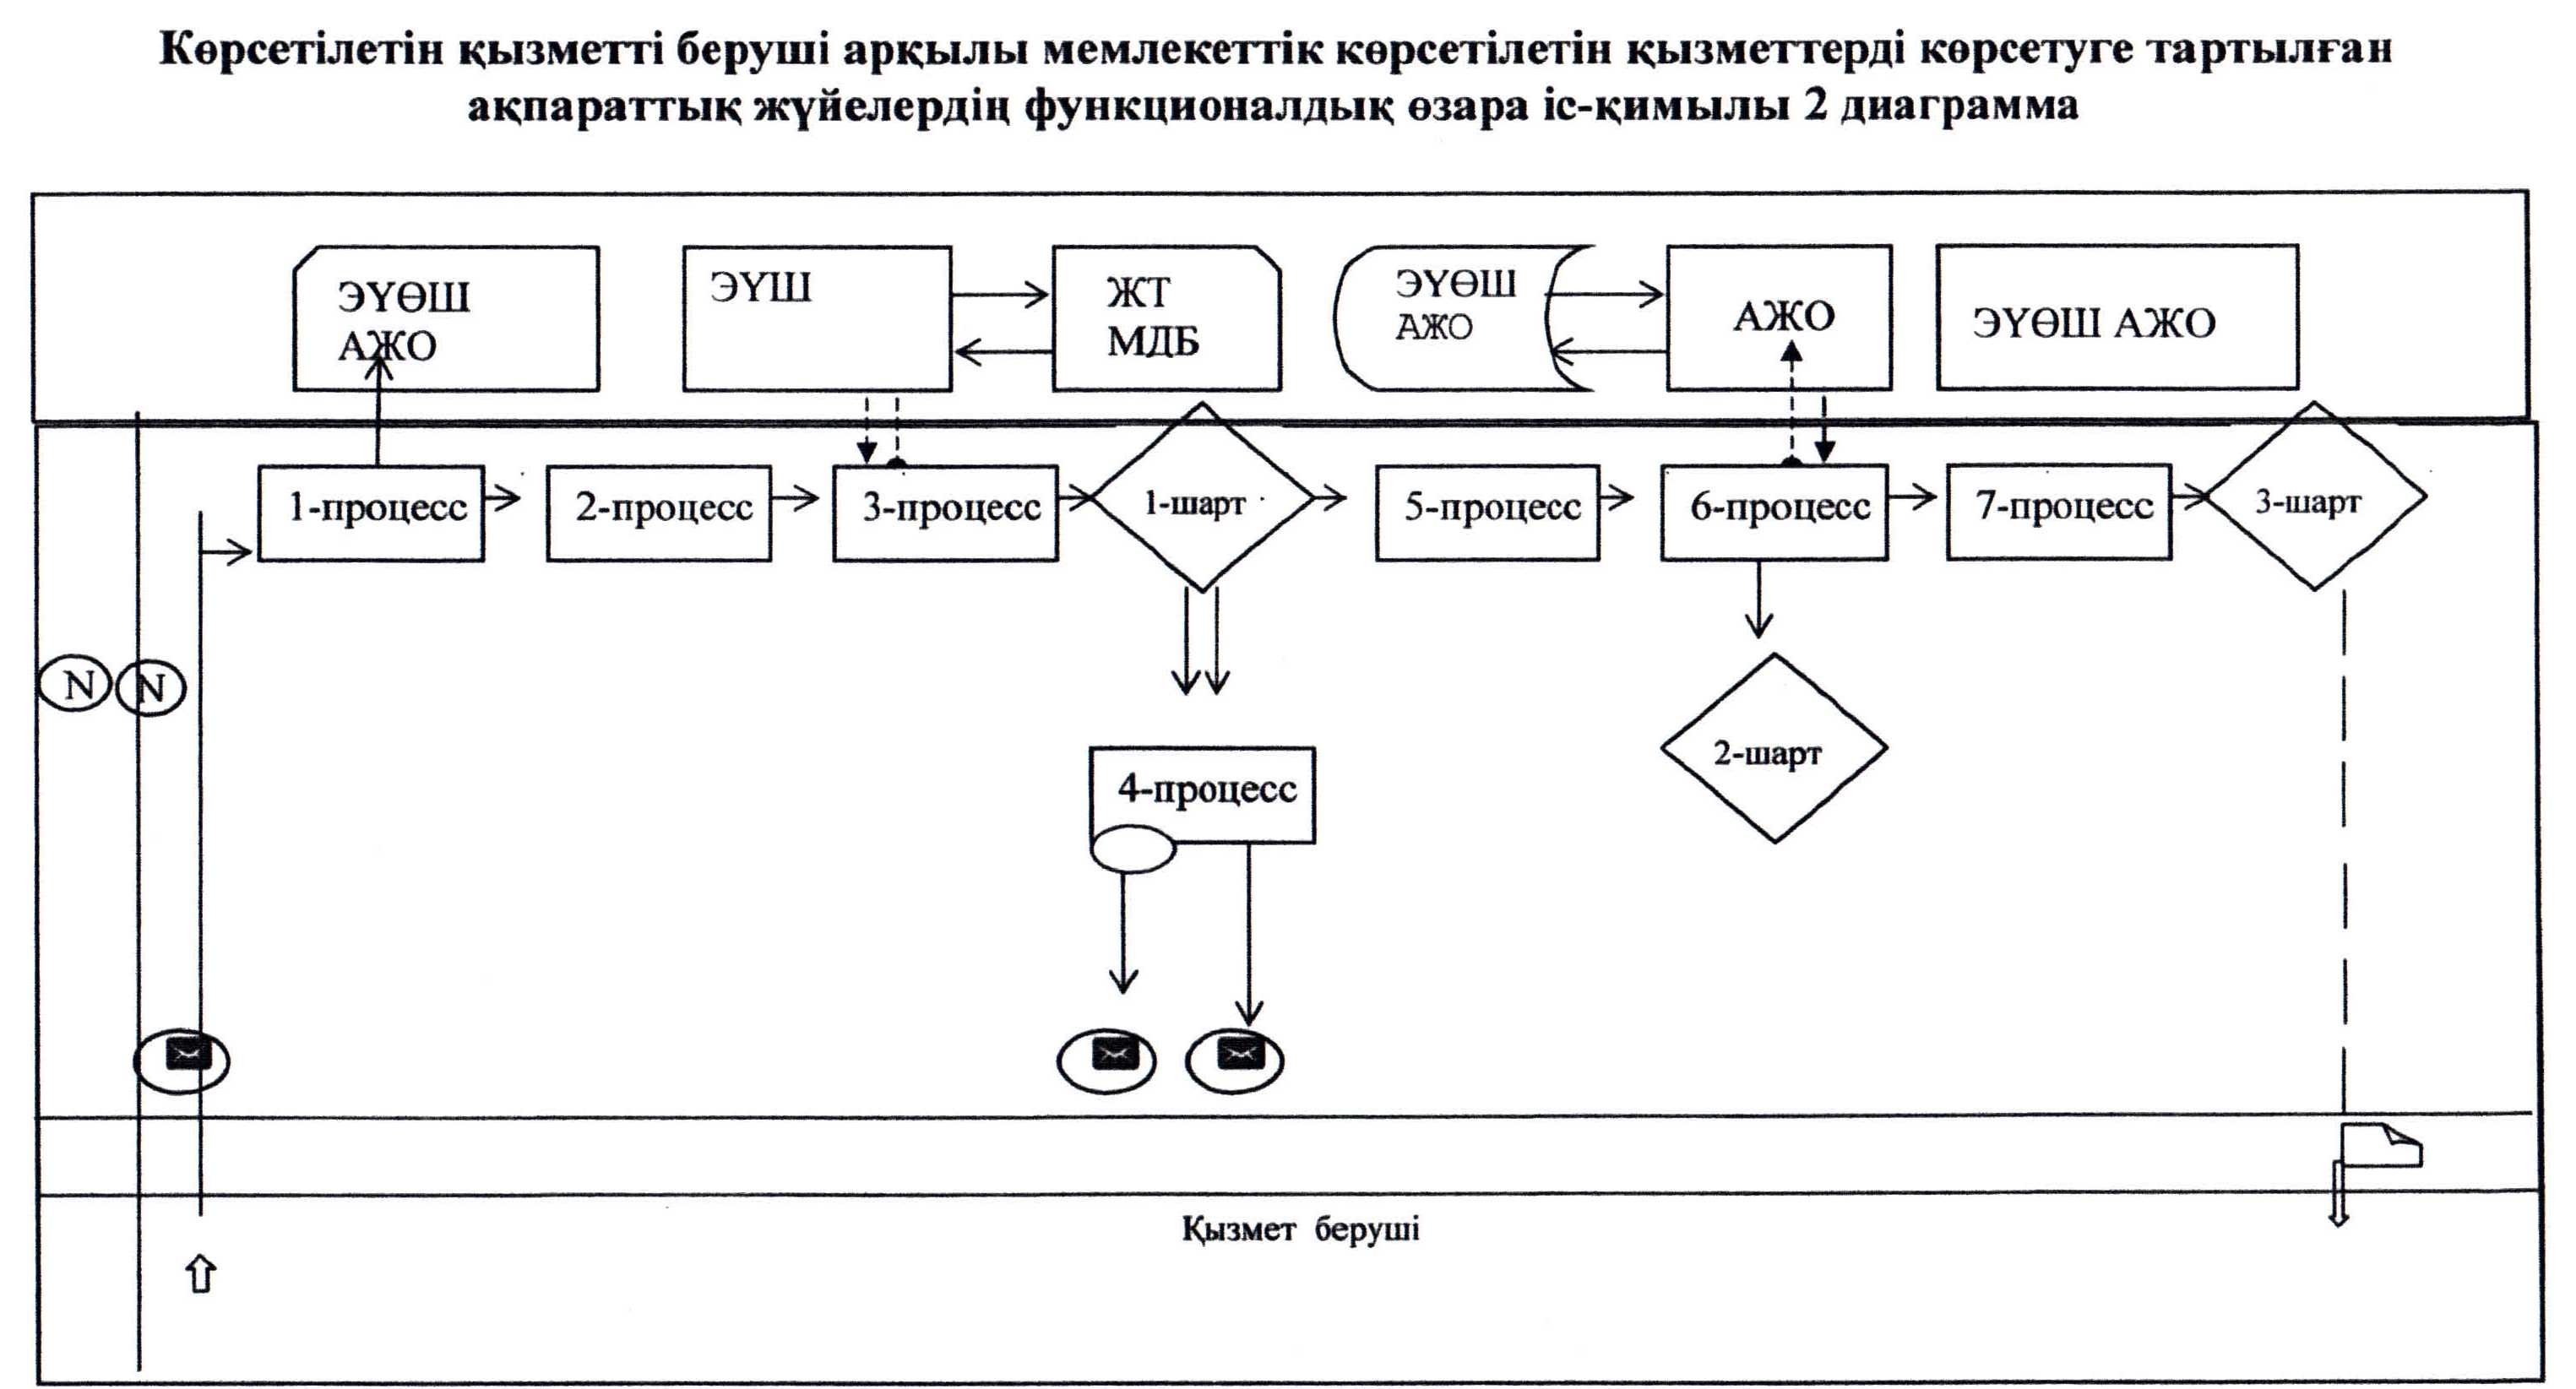 Көрсетілетін қызметті беруші арқылы мемлекеттік көрсетілетін қызметтерді көрсетуге тартылған
ақпараттық жүйелердің функционалдық өзара іс-қимылы 2 диаграмма
ЭҮӨШ
АЖО
ЭҮШ
ЖТ
МДБ
ЭҮӨШ
АЖО
АЖО
ЭҮӨШ АЖО
1-процесс
2-процесс
3-процесс
1-шарт
5-процесс
6-процесс
7-процесс
3-шарт
N
N
4-процесс
2-шарт
Қызмет беруші